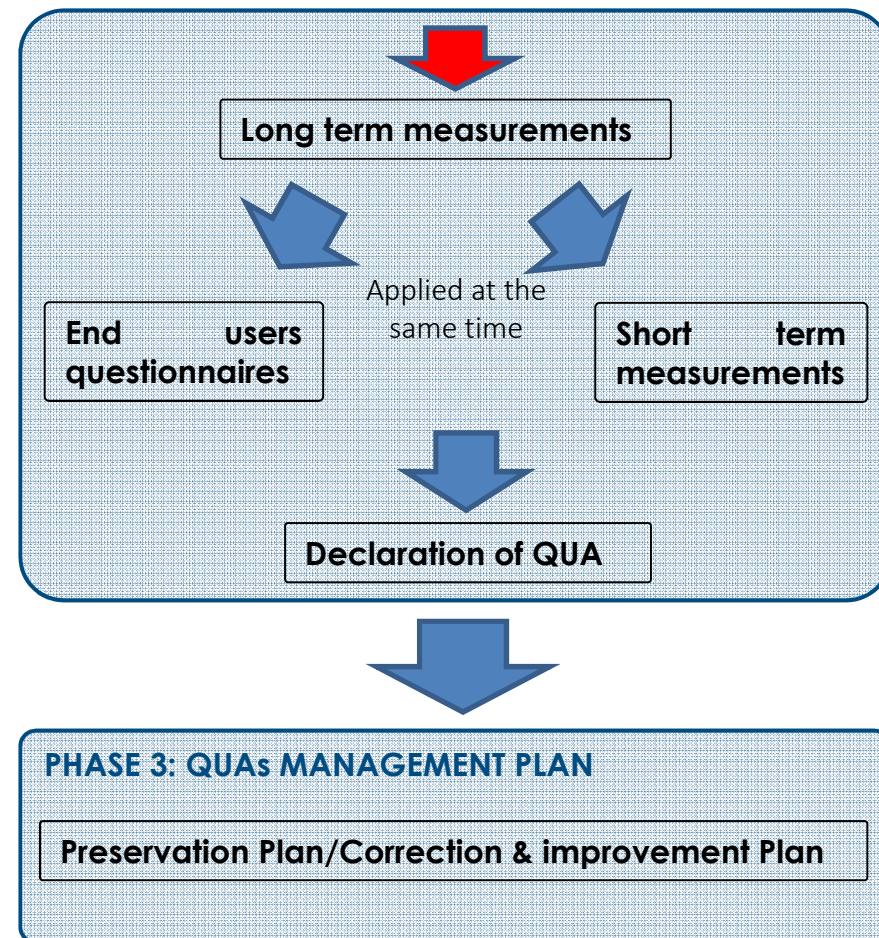 Long term measurements
Applied at the
same time
End users
questionnaires
Short term
measurements
Declaration of QUA
PHASE 3: QUAs MANAGEMENT PLAN
Preservation Plan/Correction & improvement Plan